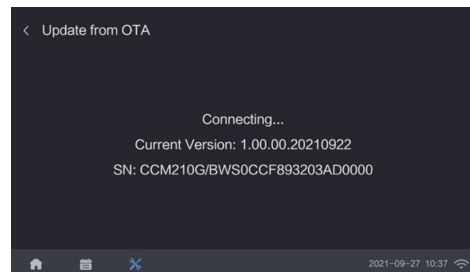 < Update from OTA
Connecting...
Current Version: 1.00.00.20210922
SN: CCM210G/BWS0CCF893203AD0000
2021-09-27 10:37